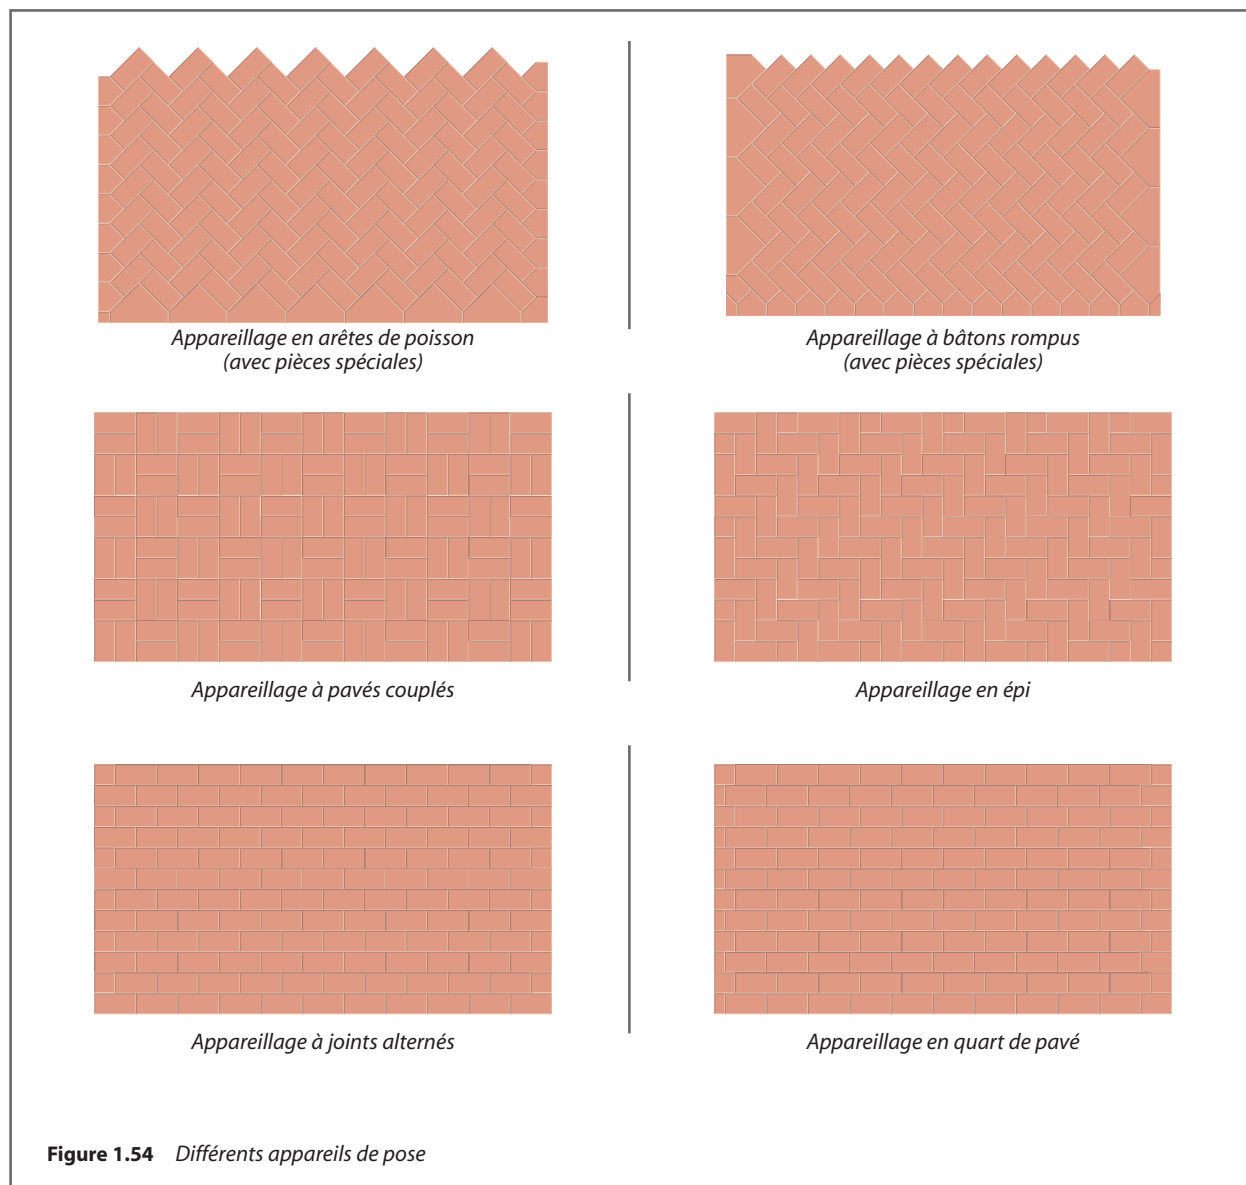 Appareillage en arêtes de poisson
(avec pièces spéciales)
Appareillage à bâtons rompus
(avec pièces spéciales)
Appareillage à pavés couplés
Appareillage en épi
Appareillage à joints alternés
Appareillage en quart de pavé
Figure 1.54 Différents appareils de pose